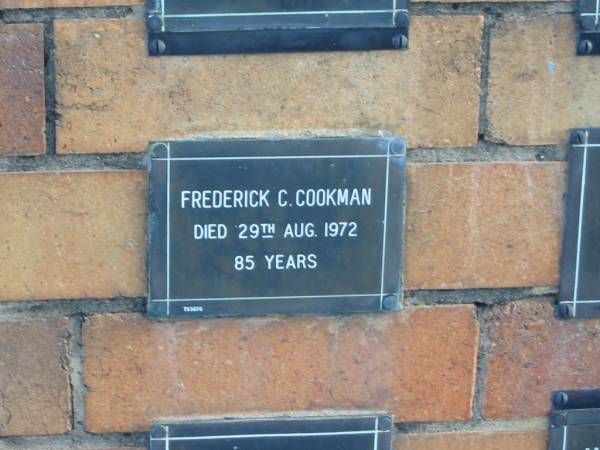 FREDERICK C. COOKMAN
DIED 29TH AUG. 1972
85 YEARS